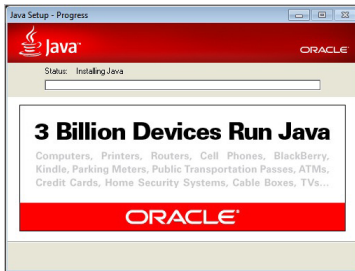 Java Setup - Progress
Java™
ORACLE
Status: Installing Java
3 Billion Devices Run Java
Computers, Printers, Routers, Cell Phones, BlackBerry,
Kindle, Parking Meters, Public Transportation Passes, ATMs,
Credit Cards, Home Security Systems, Cable Boxes, TVs...
ORACLE®